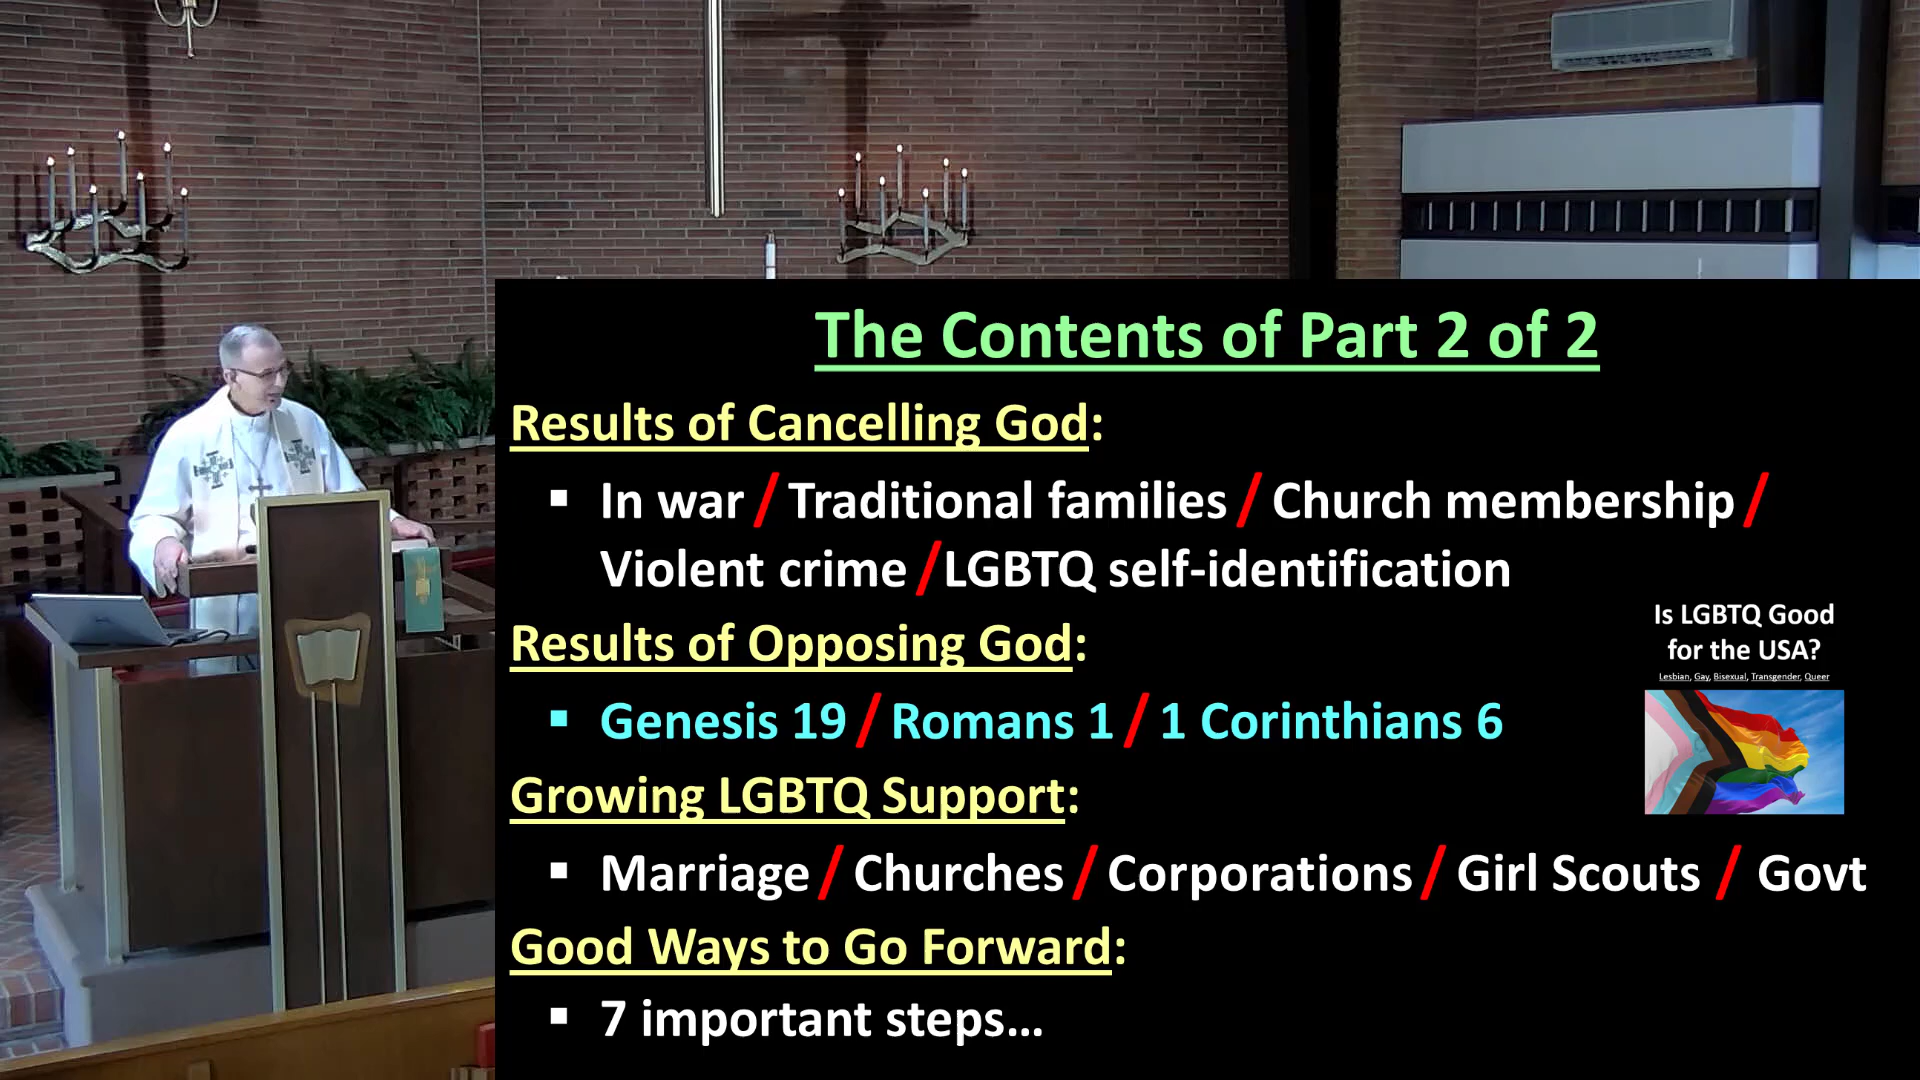 The Contents of Part 2 of 2
Results of Cancelling God:
▪ In war / Traditional families / Church membership /
Violent crime /LGBTQ self-identification
Results of Opposing God:
▪ Genesis 19 / Romans 1 / 1 Corinthians 6
Growing LGBTQ Support:
▪ Marriage / Churches / Corporations / Girl Scouts / Govt
Good Ways to Go Forward:
▪ 7 important steps...
Is LGBTQ Good
for the USA?
Lesbian, Gay, Bisexual, Transgender, Queer